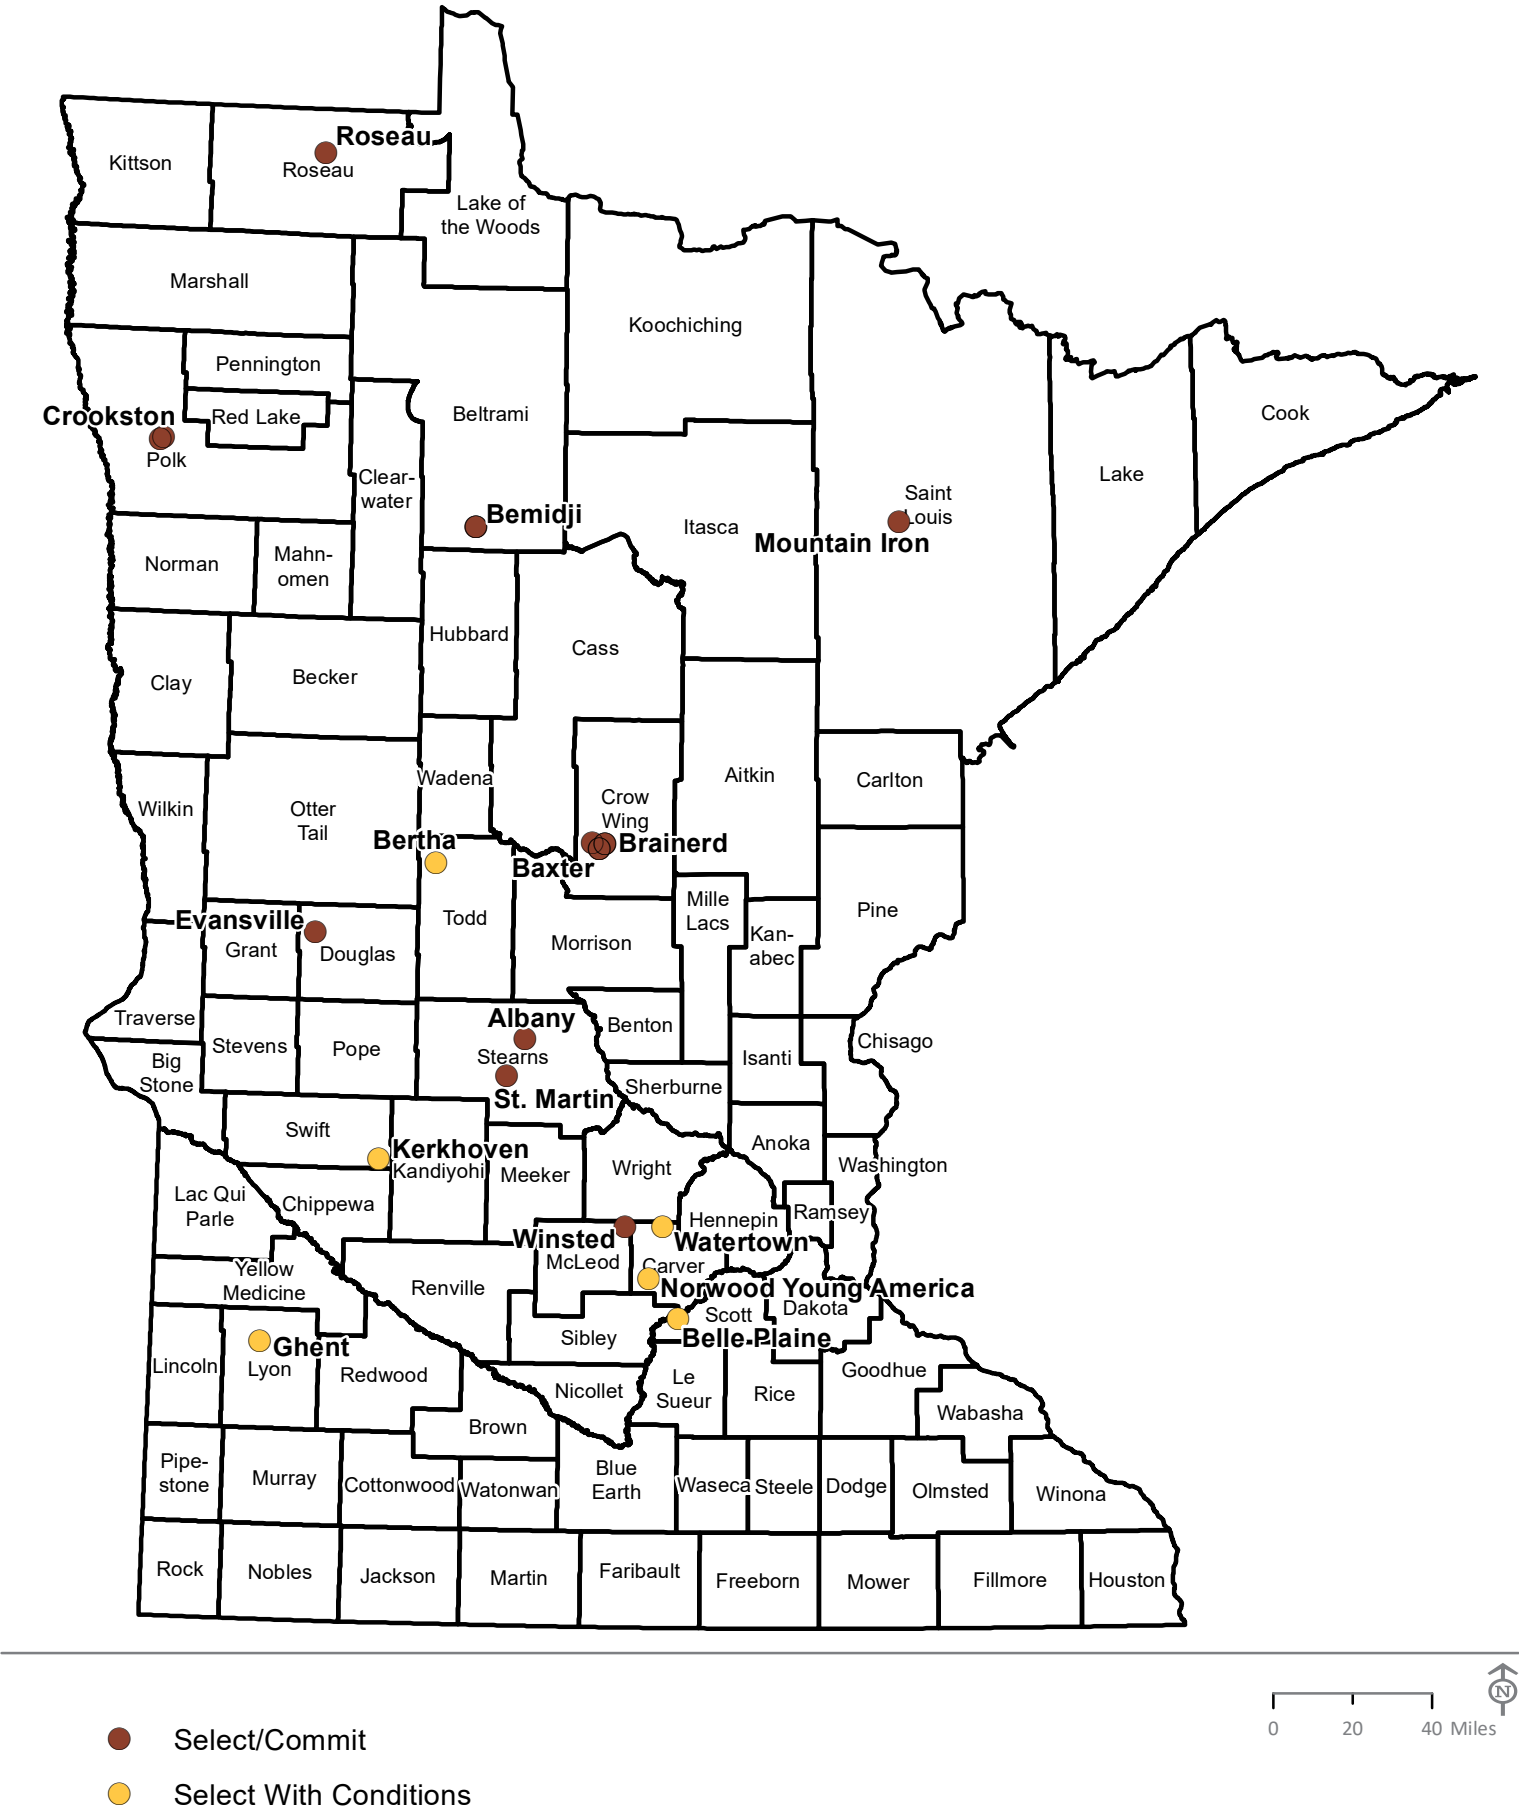 Roseau
Kittson
Roseau
Lake of
the Woods
Marshall
Koochiching
Pennington
Crookston
Red Lake
Beltrami
Cook
Polk
Clear-
water
Lake
Saint
Louis
Bemidji
Itasca
Mountain Iron
Norman
Mahn-
omen
Hubbard
Cass
Clay
Becker
Wadena
Aitkin
Carlton
Wilkin
Otter
Tail
Crow
Wing
Bertha
Brainerd
Baxter
Mille
Lacs
Pine
Evansville
Todd
Grant
Douglas
Morrison
Kan-
abec
Traverse
Albany
Benton
Chisago
Stevens
Pope
Stearns
Isanti
Big
Stone
Sherburne
St. Martin
Swift
Anoka
Kerkhoven
Kandiyohi
Meeker
Wright
Washington
Lac Qui
Parle
Chippewa
Hennepin
Ramsey
Winsted
Watertown
McLeod
Carver
Yellow
Medicine
Renville
Norwood Young America
Scott
Dakota
Sibley
Belle Plaine
Ghent
Lincoln
Lyon
Redwood
Goodhue
Nicollet
Le
Sueur
Rice
Wabasha
Brown
Pipe-
stone
Murray
Cottonwood
Watonwan
Blue
Earth
Waseca
Steele
Dodge
Olmsted
Winona
Rock
Nobles
Jackson
Martin
Faribault
Freeborn
Mower
Fillmore
Houston
N
0 20 40 Miles
Select/Commit
Select With Conditions